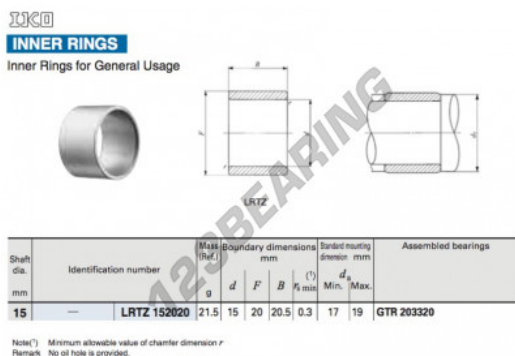 IKO
INNER RINGS
Inner Rings for General Usage
B
F
r
r
d
da
LRTZ
123BEARING
Shaft dia. mm
Identification number
Mass (Ref.) g
Boundary dimensions mm
d F B rs min (1)
Standard mounting dimension mm
da
Min. Max.
Assembled bearings
15 — LRTZ 152020 21.5 15 20 20.5 0.3 17 19 GTR 203320
Note(1) Minimum allowable value of chamfer dimension r
Remark No oil hole is provided.